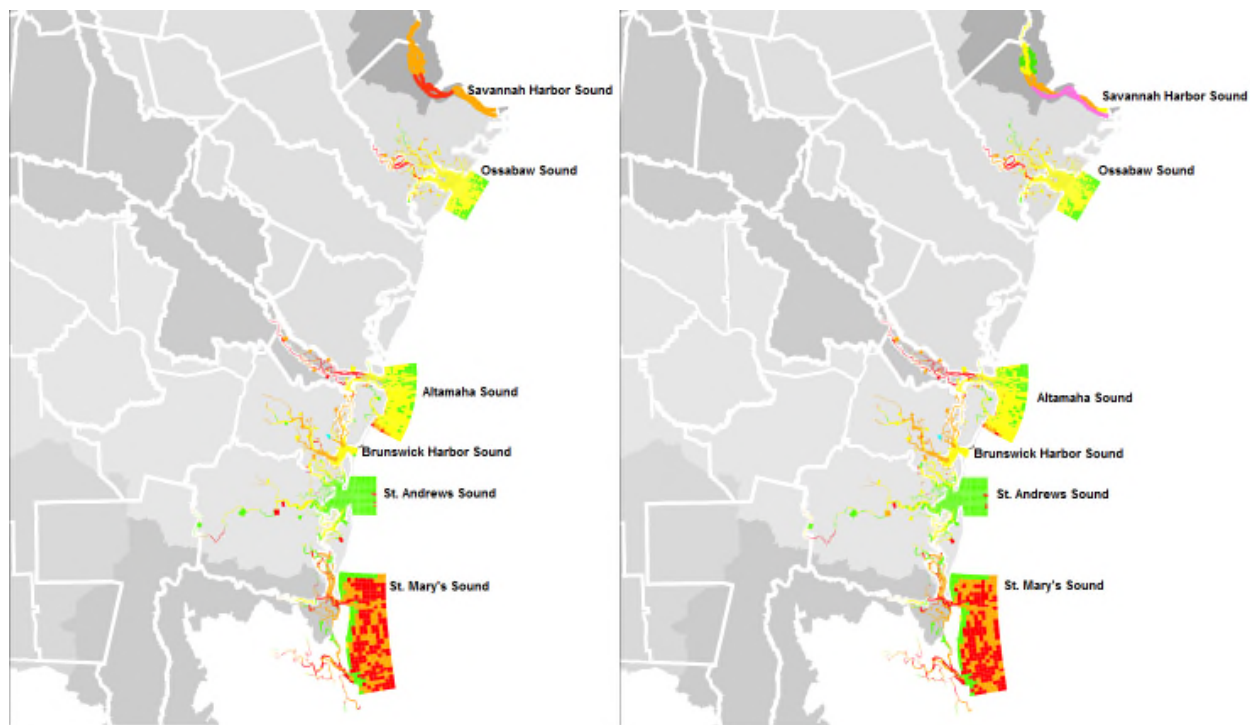 Savannah Harbor Sound
Ossabaw Sound
Altamaha Sound
Brunswick Harbor Sound
St. Andrews Sound
St. Mary's Sound
Savannah Harbor Sound
Ossabaw Sound
Altamaha Sound
Brunswick Harbor Sound
St. Andrews Sound
St. Mary's Sound